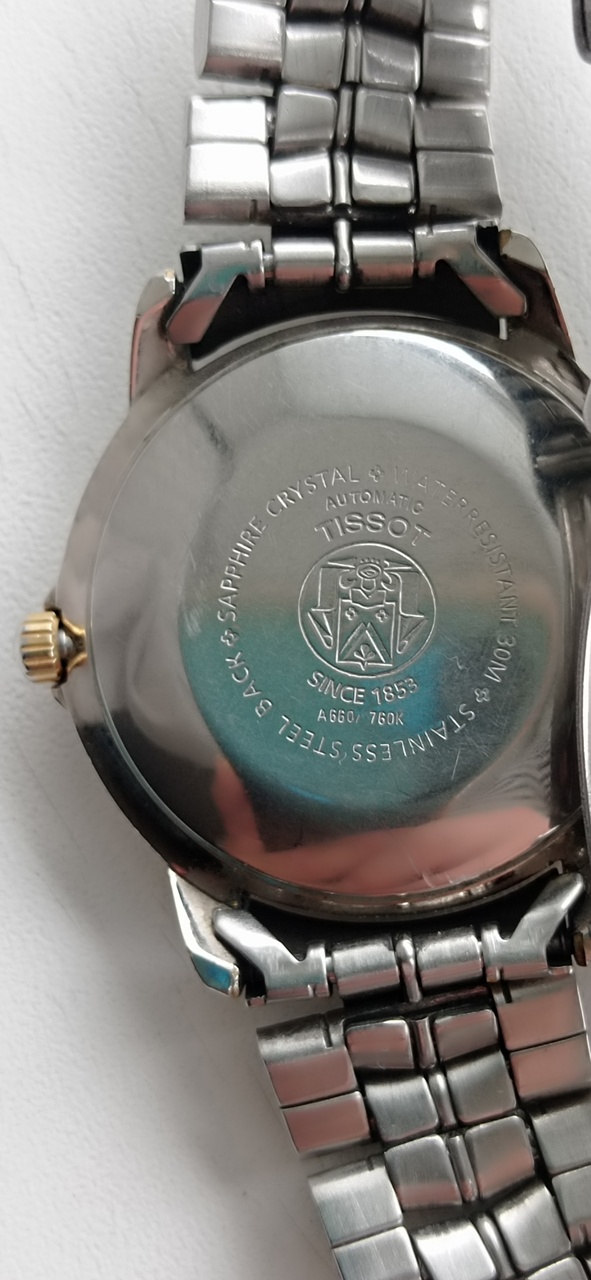 SAPPHIRE CRYSTAL ✤ WATERRESISTANT 30M ✤ STAINLESS STEEL BACK ✤
AUTOMATIC
TISSOT
SINCE 1853
A660/760K